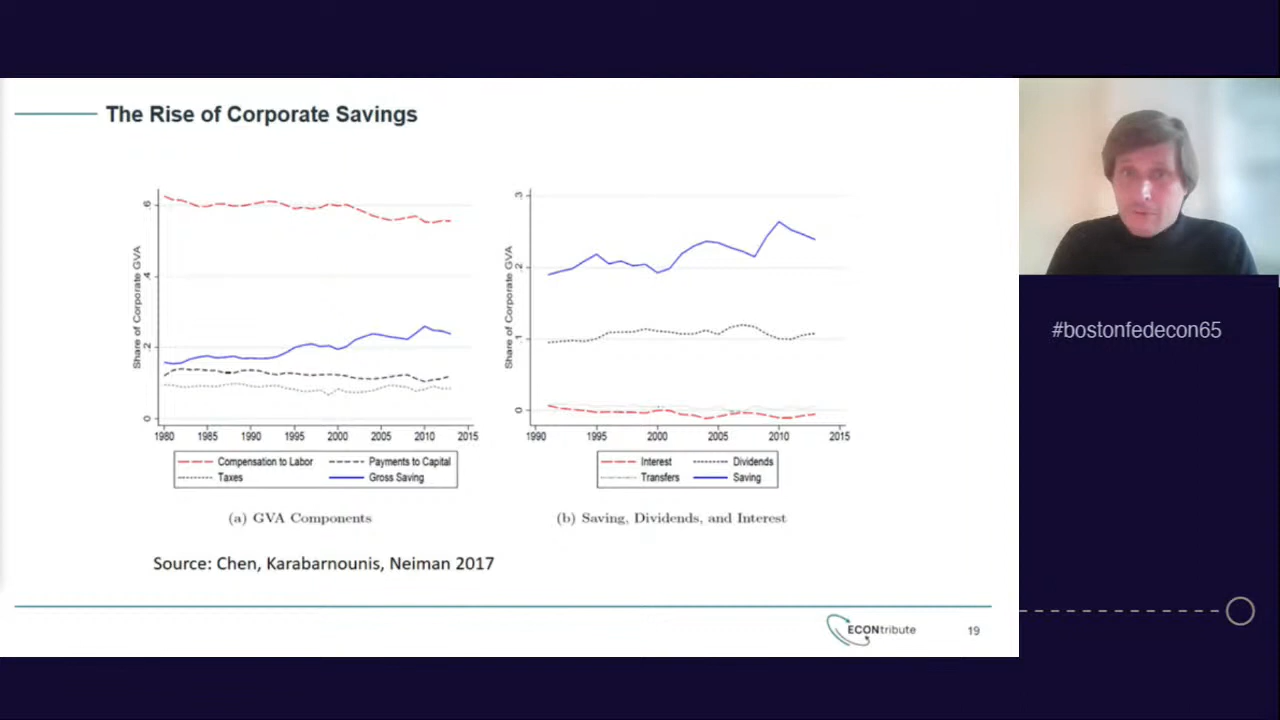 The Rise of Corporate Savings
Share of Corporate GVA
.6
.4
.2
0
1980 1985 1990 1995 2000 2005 2010 2015
Compensation to Labor Payments to Capital
Taxes Gross Saving
(a) GVA Components
Share of Corporate GVA
.3
.2
.1
0
1990 1995 2000 2005 2010 2015
Interest Dividends
Transfers Saving
(b) Saving, Dividends, and Interest
Source: Chen, Karabarnounis, Neiman 2017
ECONtribute
19
#bostonfedecon65